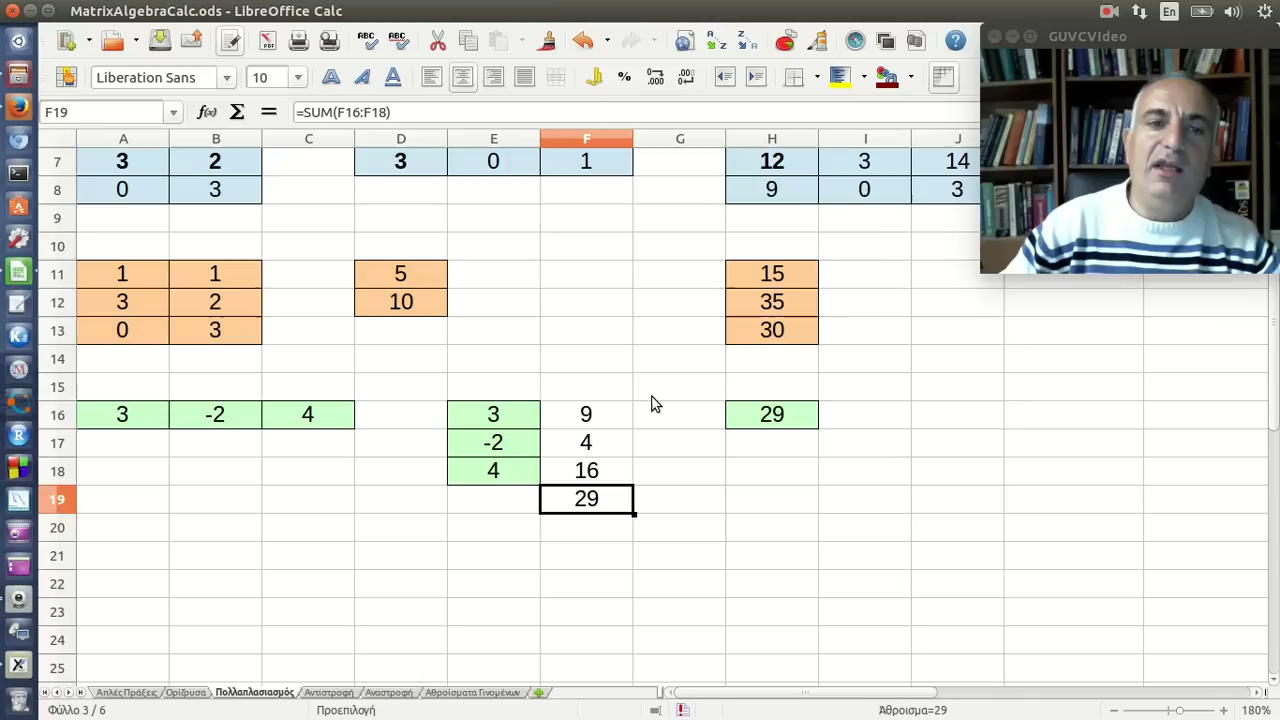 MatrixAlgebraCalc.ods - LibreOffice Calc
En
GUVCVideo
Liberation Sans
10
F19
=SUM(F16:F18)
A B C D E F G H I J
7 3 2 3 0 1 12 3 14
8 0 3 9 0 3
9
10
11 1 1 5 15
12 3 2 10 35
13 0 3 30
14
15
16 3 -2 4 3 9 29
17 -2 4
18 4 16
19 29
20
21
22
23
24
25
Απλές Πράξεις Ορίζουσα Πολλαπλασιασμός Αντιστροφή Αναστροφή Αθροίσματα Γινομένων
Φύλλο 3 / 6 Προεπιλογή Άθροισμα=29 180%